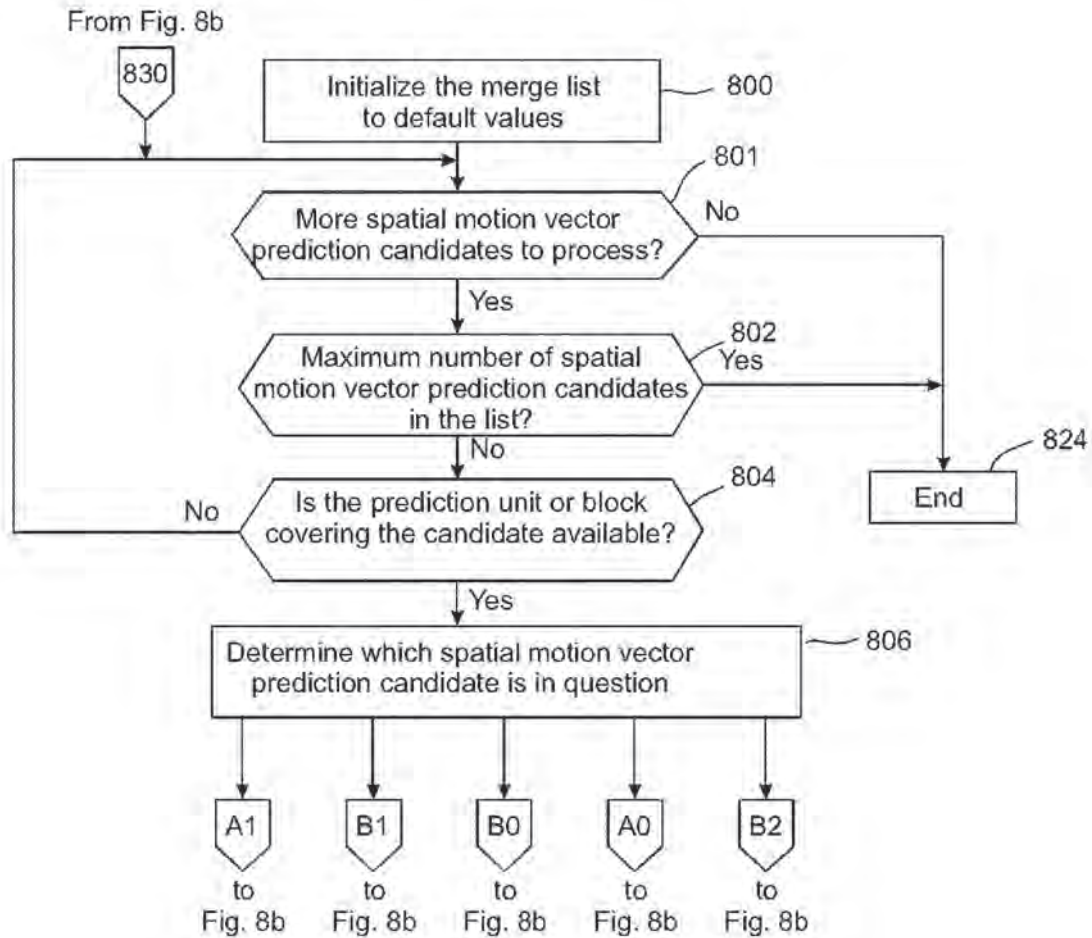 From Fig. 8b
830
Initialize the merge list
to default values
800
801
More spatial motion vector
prediction candidates to process?
No
Yes
802
Maximum number of spatial
motion vector prediction candidates
in the list?
Yes
No
824
End
804
Is the prediction unit or block
covering the candidate available?
No
Yes
806
Determine which spatial motion vector
prediction candidate is in question
A1
B1
B0
A0
B2
to
Fig. 8b
to
Fig. 8b
to
Fig. 8b
to
Fig. 8b
to
Fig. 8b